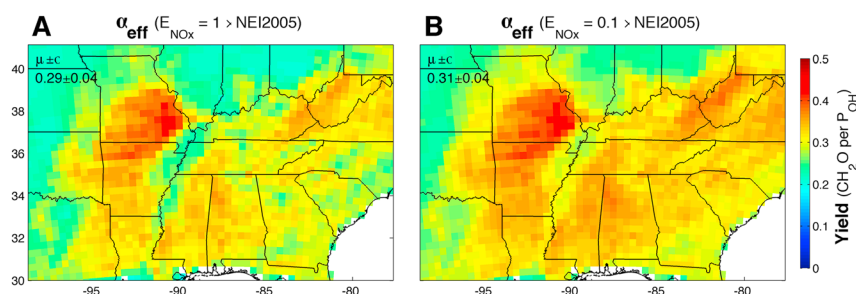 A α_eff (E_NOx = 1 > NEI2005)
B α_eff (E_NOx = 0.1 > NEI2005)
μ ±c
0.29±0.04
μ ±c
0.31±0.04
40
38
36
34
32
30
-95 -90 -85 -80
-95 -90 -85 -80
0.5
0.4
0.3
0.2
0.1
0
Yield (CH₂O per P_OH)